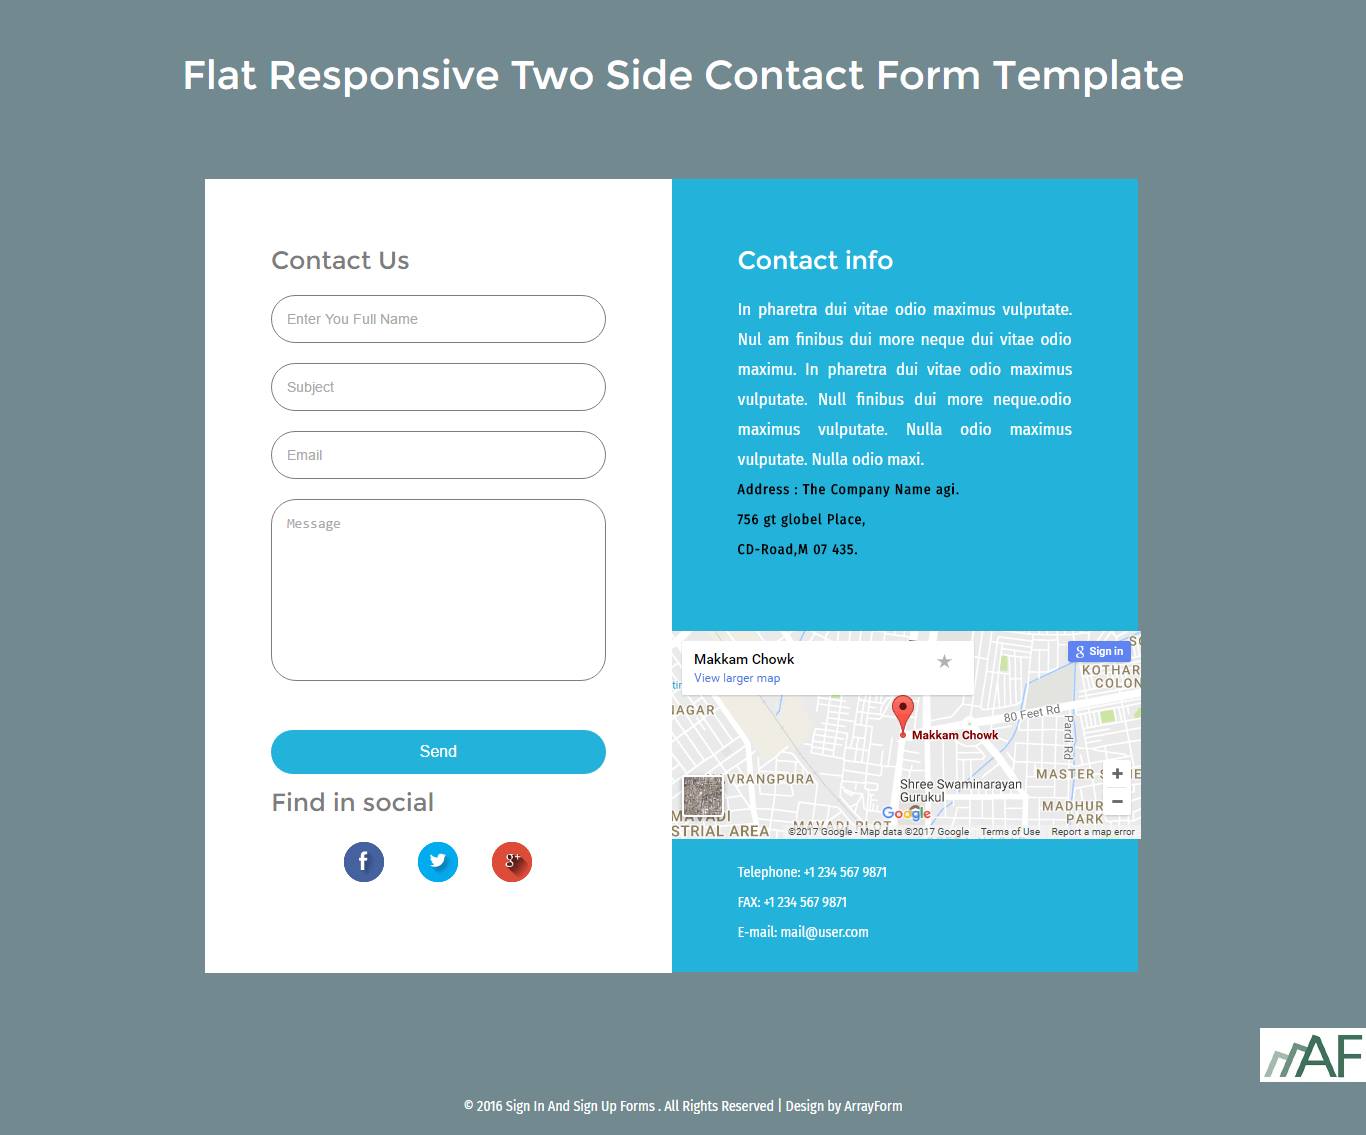 Flat Responsive Two Side Contact Form Template
Contact Us
Enter You Full Name
Subject
Email
Message
Send
Find in social
f
g+
Contact info
In pharetra dui vitae odio maximus vulputate.
Nul am finibus dui more neque dui vitae odio
maximu. In pharetra dui vitae odio maximus
vulputate. Null finibus dui more neque.odio
maximus vulputate. Nulla odio maximus
vulputate. Nulla odio maxi.
Address : The Company Name agi.
756 gt globel Place,
CD-Road,M 07 435.
Makkam Chowk
View larger map
g Sign in
KOTHAR
COLON
NAGAR
80 Feet Rd
Pardi Rd
Makkam Chowk
VRANGPURA
Shree Swaminarayan
Gurukul
MASTER S
MADHUR
PARK
MAVADI
STRIAL AREA
MAVADI PLOT
Google
+
−
©2017 Google - Map data ©2017 Google Terms of Use Report a map error
Telephone: +1 234 567 9871
FAX: +1 234 567 9871
E-mail: mail@user.com
AF
© 2016 Sign In And Sign Up Forms . All Rights Reserved | Design by ArrayForm